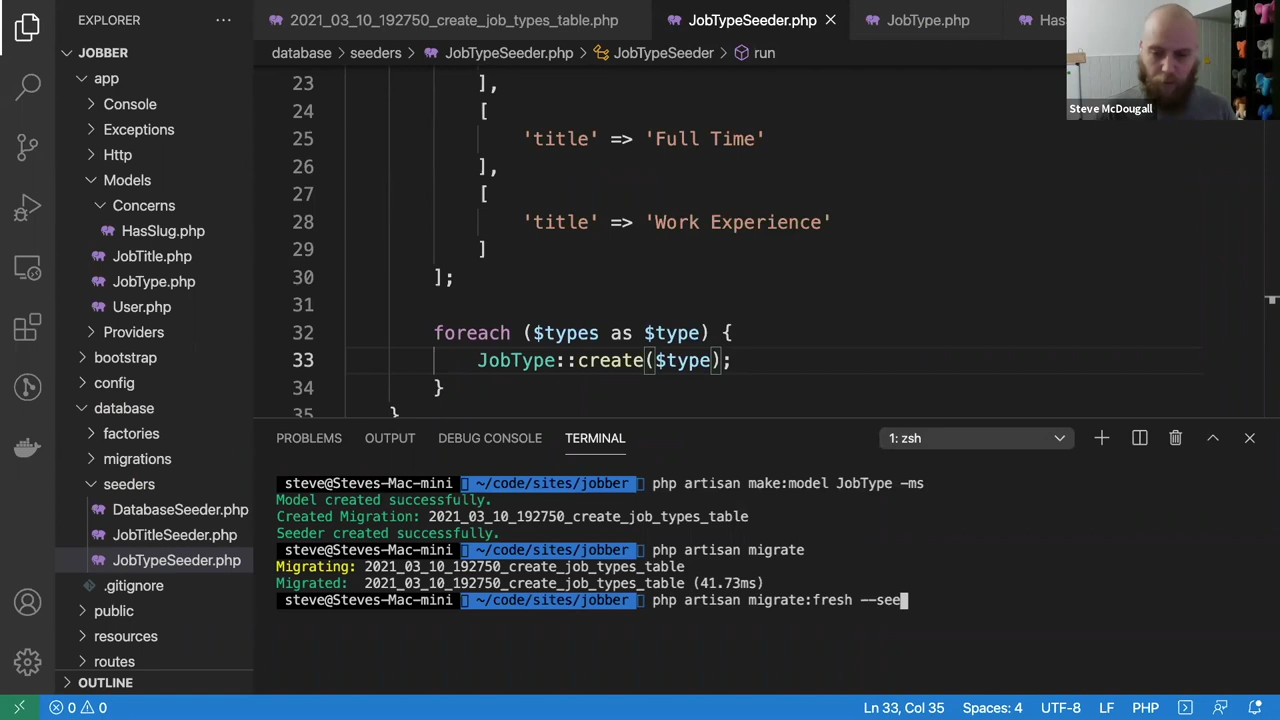 EXPLORER
JOBBER
app
Console
Exceptions
Http
Models
Concerns
HasSlug.php
JobTitle.php
JobType.php
User.php
Providers
bootstrap
config
database
factories
migrations
seeders
DatabaseSeeder.php
JobTitleSeeder.php
JobTypeSeeder.php
.gitignore
public
resources
routes
OUTLINE
2021_03_10_192750_create_job_types_table.php
JobTypeSeeder.php
JobType.php
Has
Steve McDougall
database > seeders > JobTypeSeeder.php > JobTypeSeeder > run
23 ],
24 [
25 'title' => 'Full Time'
26 ],
27 [
28 'title' => 'Work Experience'
29 ]
30 ];
31
32 foreach ($types as $type) {
33 JobType::create($type);
34 }
35 }
PROBLEMS OUTPUT DEBUG CONSOLE TERMINAL 1: zsh
steve@Steves-Mac-mini ~/code/sites/jobber php artisan make:model JobType -ms
Model created successfully.
Created Migration: 2021_03_10_192750_create_job_types_table
Seeder created successfully.
steve@Steves-Mac-mini ~/code/sites/jobber php artisan migrate
Migrating: 2021_03_10_192750_create_job_types_table
Migrated: 2021_03_10_192750_create_job_types_table (41.73ms)
steve@Steves-Mac-mini ~/code/sites/jobber php artisan migrate:fresh --see
0 0 Ln 33, Col 35 Spaces: 4 UTF-8 LF PHP